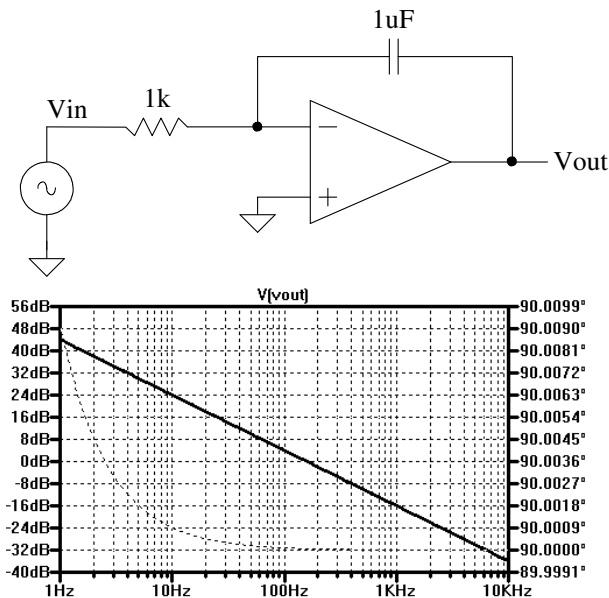 1uF
1k
Vin
−
+
Vout
V(vout)
56dB 90.0099°
48dB 90.0090°
40dB 90.0081°
32dB 90.0072°
24dB 90.0063°
16dB 90.0054°
8dB 90.0045°
0dB 90.0036°
-8dB 90.0027°
-16dB 90.0018°
-24dB 90.0009°
-32dB 90.0000°
-40dB 89.9991°
1Hz 10Hz 100Hz 1KHz 10KHz